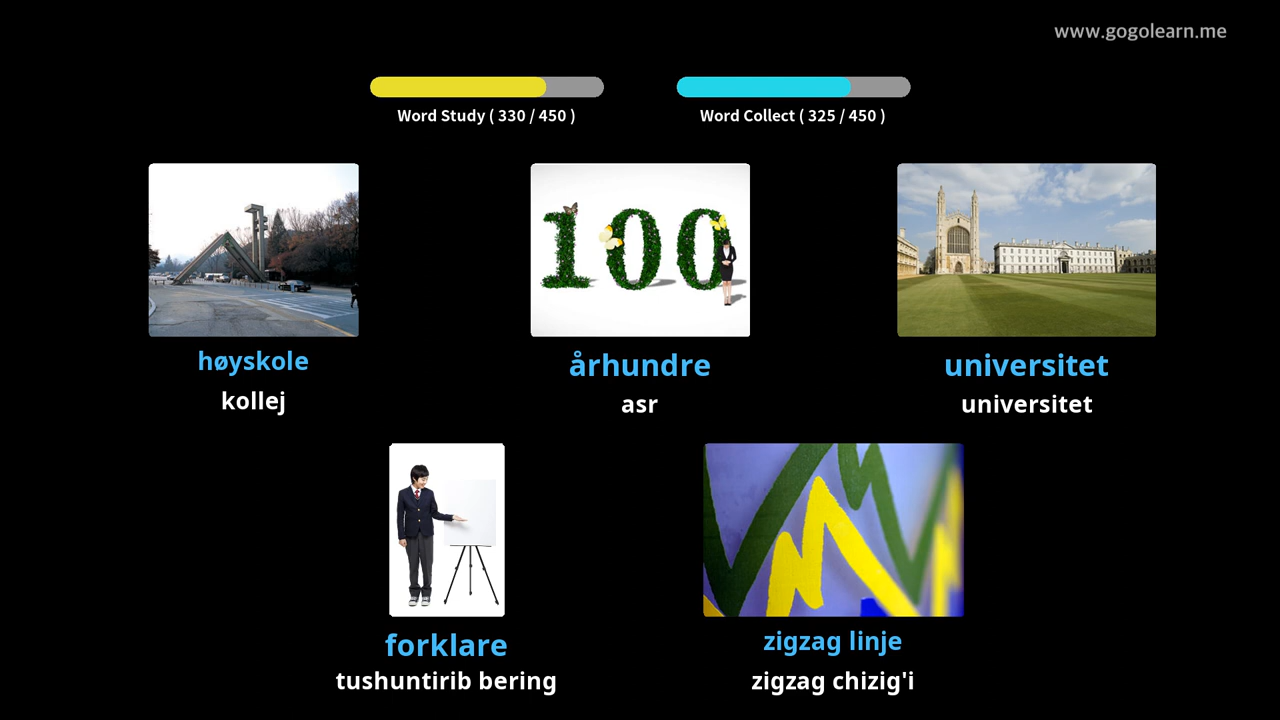 www.gogolearn.me
Word Study ( 330 / 450 )
Word Collect ( 325 / 450 )
100
høyskole
kollej
århundre
asr
universitet
universitet
forklare
tushuntirib bering
zigzag linje
zigzag chizig'i